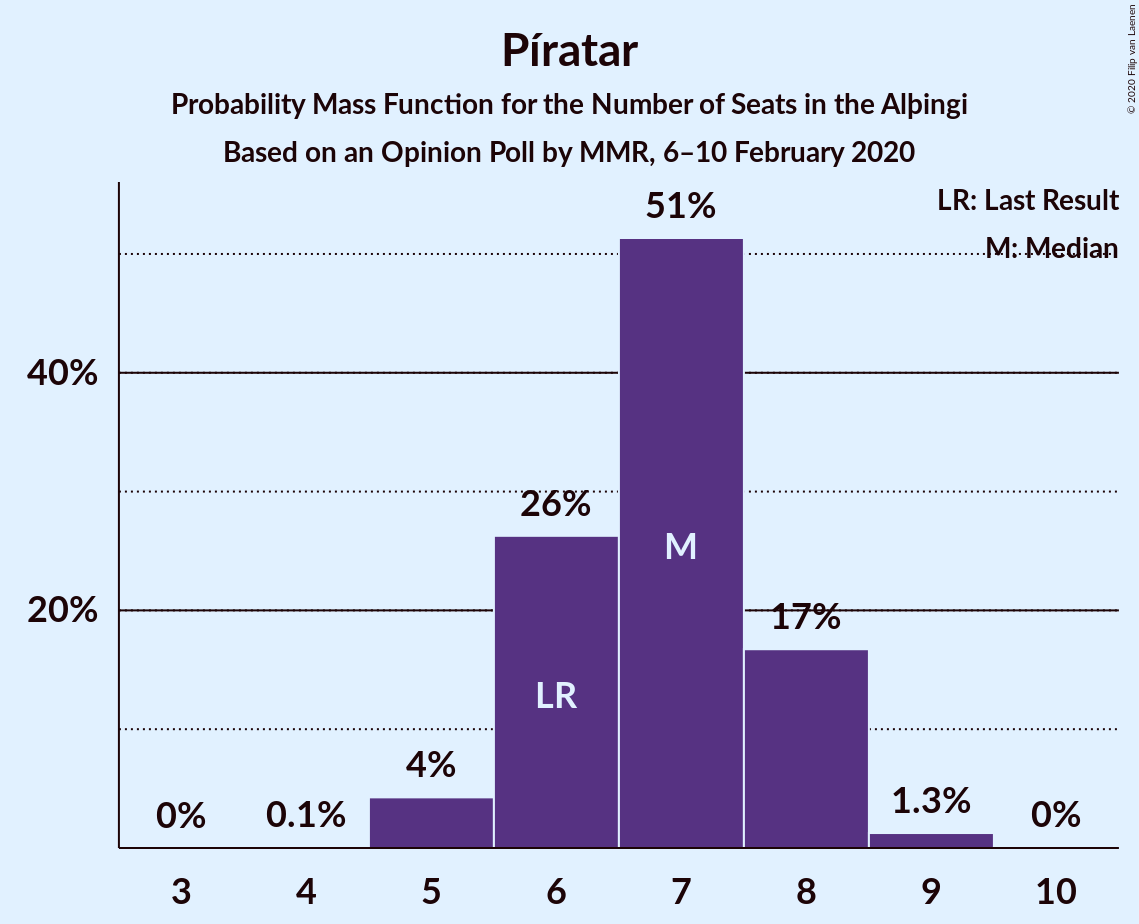 Píratar
Probability Mass Function for the Number of Seats in the Alþingi
Based on an Opinion Poll by MMR, 6–10 February 2020
© 2020 Filip van Laenen
LR: Last Result
M: Median
51%
40%
26%
M
20%
17%
LR
4%
0%
0.1%
1.3%
0%
3 4 5 6 7 8 9 10